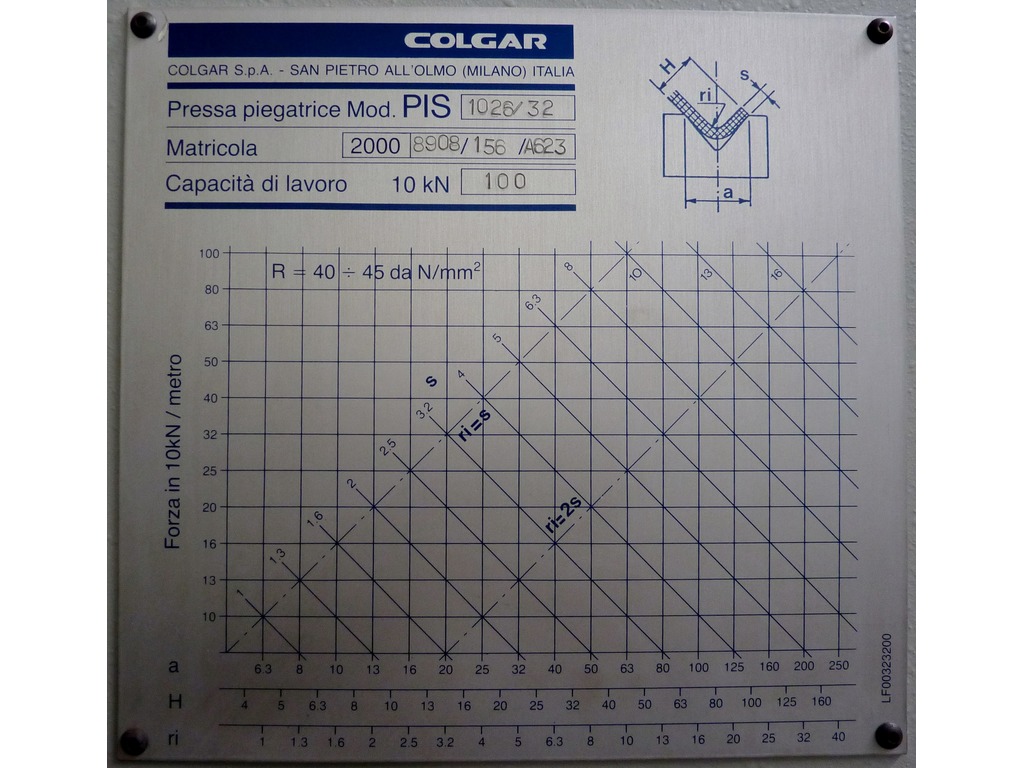 COLGAR
COLGAR S.p.A. - SAN PIETRO ALL'OLMO (MILANO) ITALIA
Pressa piegatrice Mod. PIS 1026/32
Matricola 2000 8908/156 /A623
Capacità di lavoro 10 kN 100
H
s
ri
a
R = 40 ÷ 45 da N/mm²
Forza in 10kN / metro
100
80
63
50
40
32
25
20
16
13
10
s
1
1.3
1.6
2
2.5
3.2
4
5
6.3
8
10
13
16
ri=s
ri=2s
a 6.3 8 10 13 16 20 25 32 40 50 63 80 100 125 160 200 250
H 4 5 6.3 8 10 13 16 20 25 32 40 50 63 80 100 125 160
ri 1 1.3 1.6 2 2.5 3.2 4 5 6.3 8 10 13 16 20 25 32 40
LF00323200